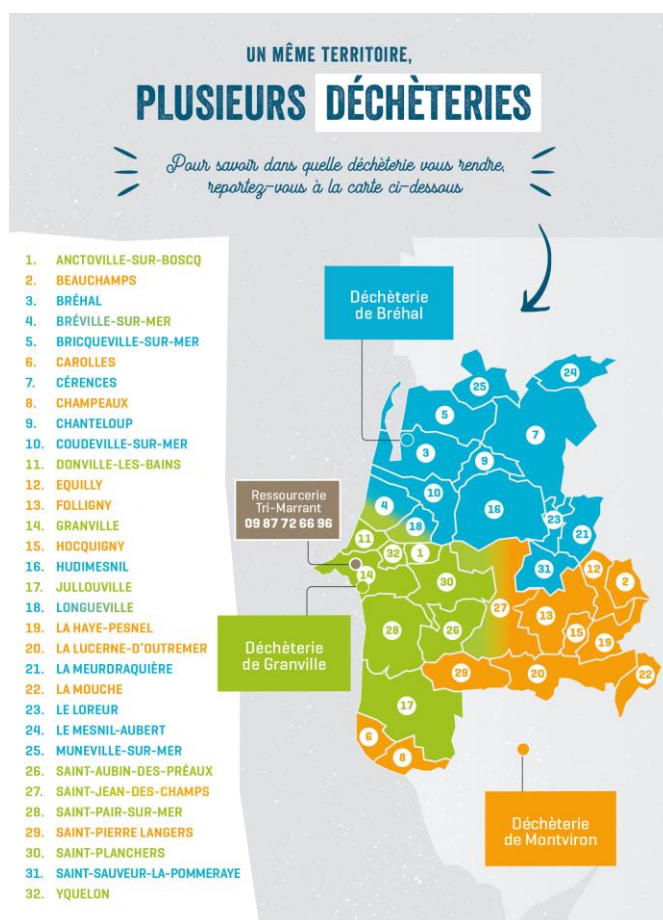 UN MÊME TERRITOIRE,
PLUSIEURS DÉCHÈTERIES
Pour savoir dans quelle déchèterie vous rendre,
reportez-vous à la carte ci-dessous
1. ANCTOVILLE-SUR-BOSCQ
2. BEAUCHAMPS
3. BRÉHAL
4. BRÉVILLE-SUR-MER
5. BRICQUEVILLE-SUR-MER
6. CAROLLES
7. CÉRENCES
8. CHAMPEAUX
9. CHANTELOUP
10. COUDEVILLE-SUR-MER
11. DONVILLE-LES-BAINS
12. EQUILLY
13. FOLLIGNY
14. GRANVILLE
15. HOCQUIGNY
16. HUDIMESNIL
17. JULLOUVILLE
18. LONGUEVILLE
19. LA HAYE-PESNEL
20. LA LUCERNE-D'OUTREMER
21. LA MEURDRAQUIÈRE
22. LA MOUCHE
23. LE LOREUR
24. LE MESNIL-AUBERT
25. MUNEVILLE-SUR-MER
26. SAINT-AUBIN-DES-PRÉAUX
27. SAINT-JEAN-DES-CHAMPS
28. SAINT-PAIR-SUR-MER
29. SAINT-PIERRE LANGERS
30. SAINT-PLANCHERS
31. SAINT-SAUVEUR-LA-POMMERAYE
32. YQUELON
Déchèterie
de Bréhal
24
25
5
7
3
9
10
4
16
18
23
21
Ressourcerie
Tri-Marrant
09 87 72 66 96
11
32
1
31
12
2
14
30
27
13
15
19
28
26
29
20
22
17
6
8
Déchèterie
de Granville
Déchèterie
de Montviron